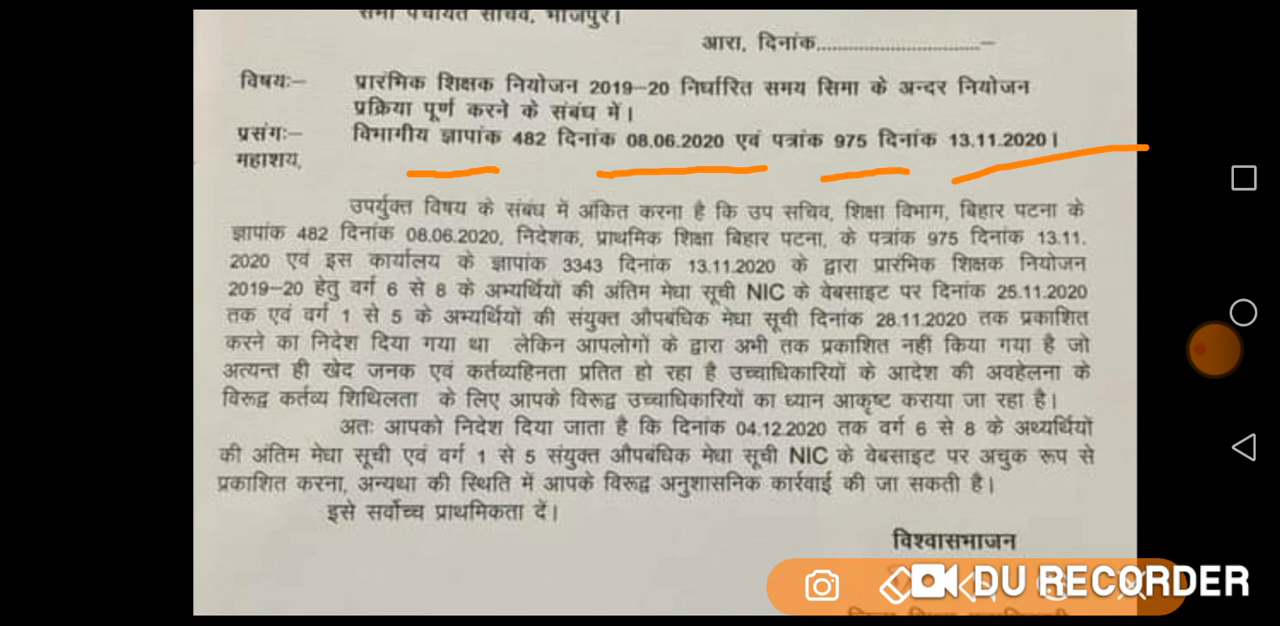 सभी पंचायत सचिव, भोजपुर।
आरा, दिनांक..............................–
विषयः– प्रारंभिक शिक्षक नियोजन 2019–20 निर्धारित समय सिमा के अन्दर नियोजन
प्रक्रिया पूर्ण करने के संबंध में।
प्रसंगः– विभागीय ज्ञापांक 482 दिनांक 08.06.2020 एवं पत्रांक 975 दिनांक 13.11.2020।
महाशय,
उपर्युक्त विषय के संबंध में अंकित करना है कि उप सचिव, शिक्षा विभाग, बिहार पटना के
ज्ञापांक 482 दिनांक 08.06.2020, निदेशक, प्राथमिक शिक्षा बिहार पटना, के पत्रांक 975 दिनांक 13.11.
2020 एवं इस कार्यालय के ज्ञापांक 3343 दिनांक 13.11.2020 के द्वारा प्रारंभिक शिक्षक नियोजन
2019–20 हेतु वर्ग 6 से 8 के अभ्यर्थियों की अंतिम मेधा सूची NIC के वेबसाइट पर दिनांक 25.11.2020
तक एवं वर्ग 1 से 5 के अभ्यर्थियों की संयुक्त औपबंधिक मेधा सूची दिनांक 28.11.2020 तक प्रकाशित
करने का निदेश दिया गया था लेकिन आपलोगों के द्वारा अभी तक प्रकाशित नहीं किया गया है जो
अत्यन्त ही खेद जनक एवं कर्तव्यहिनता प्रतित हो रहा है उच्चाधिकारियों के आदेश की अवहेलना के
विरूद्व कर्तव्य शिथिलता के लिए आपके विरूद्व उच्चाधिकारियों का ध्यान आकृष्ट कराया जा रहा है।
अतः आपको निदेश दिया जाता है कि दिनांक 04.12.2020 तक वर्ग 6 से 8 के अथ्यर्थियों
की अंतिम मेधा सूची एवं वर्ग 1 से 5 संयुक्त औपबंधिक मेधा सूची NIC के वेबसाइट पर अचुक रूप से
प्रकाशित करना, अन्यथा की स्थिति में आपके विरूद्व अनुशासनिक कार्रवाई की जा सकती है।
इसे सर्वोच्च प्राथमिकता दें।
विश्वासभाजन
DU RECORDER